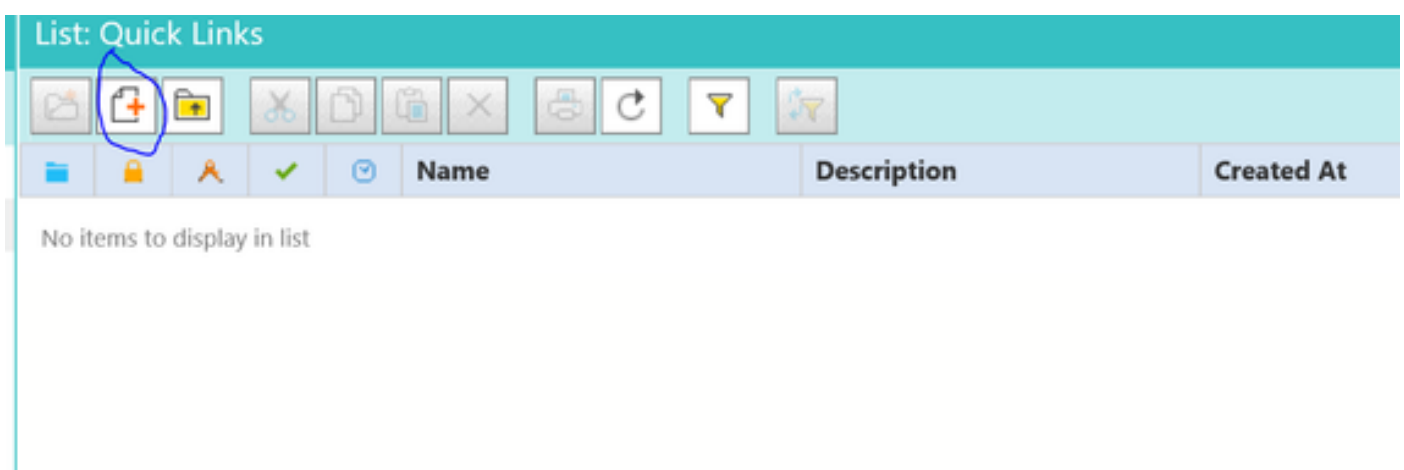 List: Quick Links
Name Description Created At
No items to display in list